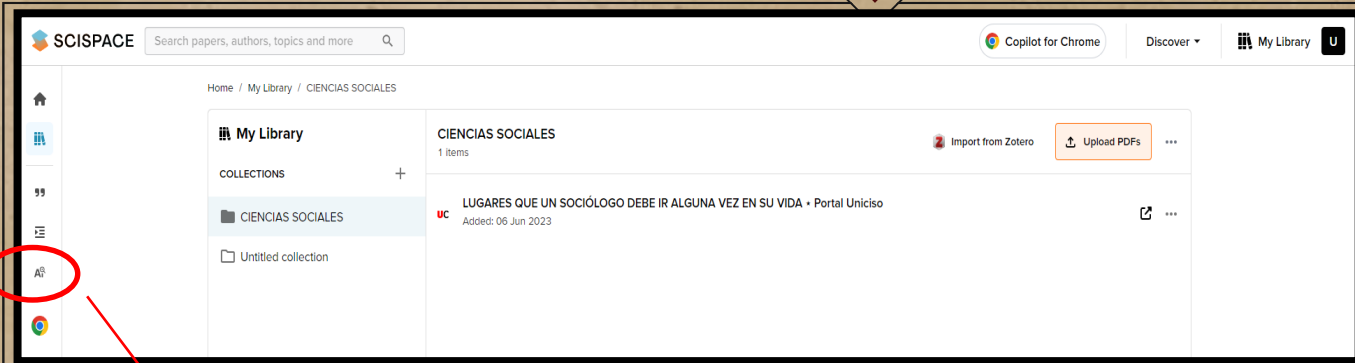 SCISPACE
Search papers, authors, topics and more
Copilot for Chrome
Discover
My Library
U
Home / My Library / CIENCIAS SOCIALES
My Library
COLLECTIONS
CIENCIAS SOCIALES
Untitled collection
CIENCIAS SOCIALES
1 items
Import from Zotero
Upload PDFs
UC
LUGARES QUE UN SOCIÓLOGO DEBE IR ALGUNA VEZ EN SU VIDA • Portal Uniciso
Added: 06 Jun 2023